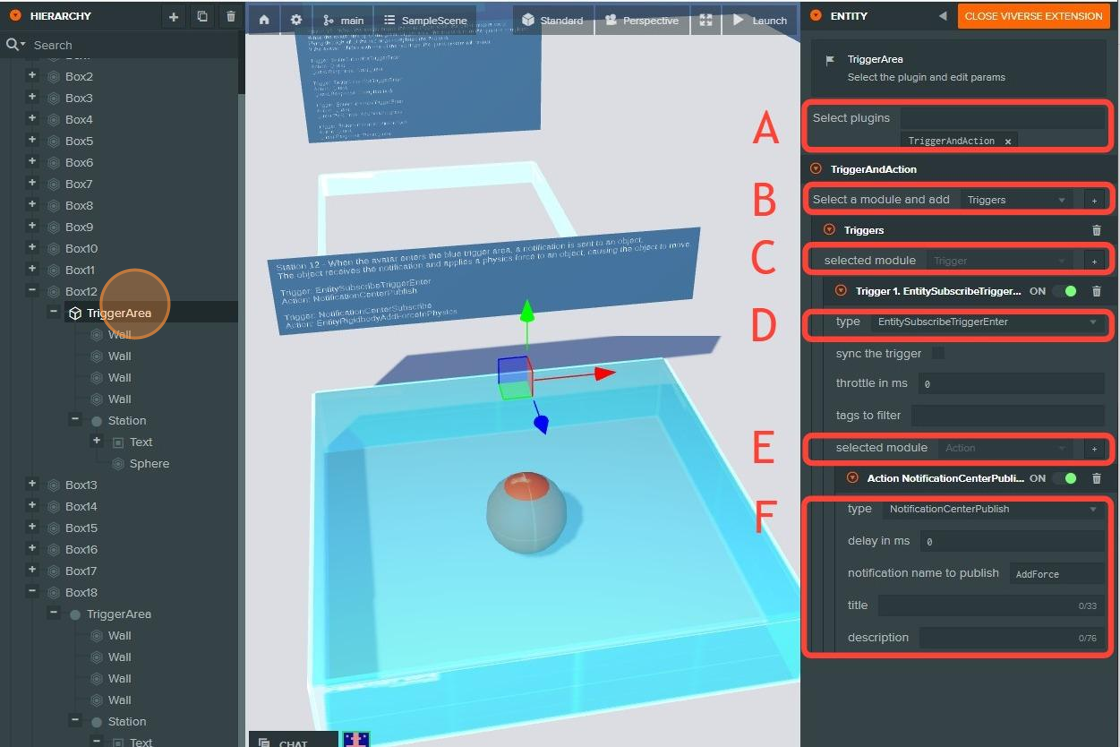 HIERARCHY
Search
Box2
Box3
Box4
Box5
Box6
Box7
Box8
Box9
Box10
Box11
Box12
TriggerArea
Wall
Wall
Wall
Wall
Station
Text
Sphere
Box13
Box14
Box15
Box16
Box17
Box18
TriggerArea
Wall
Wall
Wall
Wall
Station
Text
main SampleScene Standard Perspective Launch
Station 12 - When the avatar enters the blue trigger area, a notification is sent to an object.
The object receives the notification and applies a physics force to an object, causing the object to move.
Trigger: EntitySubscribeTriggerEnter
Action: NotificationCenterPublish
Trigger: NotificationCenterSubscribe
Action: EntityRigidbodyAddForceInPhysics
CHAT
A
B
C
D
E
F
ENTITY CLOSE VIVERSE EXTENSION
TriggerArea
Select the plugin and edit params
Select plugins
TriggerAndAction ×
TriggerAndAction
Select a module and add Triggers +
Triggers
selected module Trigger +
Trigger 1. EntitySubscribeTrigger... ON
type EntitySubscribeTriggerEnter
sync the trigger
throttle in ms 0
tags to filter
selected module Action +
Action NotificationCenterPubli... ON
type NotificationCenterPublish
delay in ms 0
notification name to publish AddForce
title 0/33
description 0/76